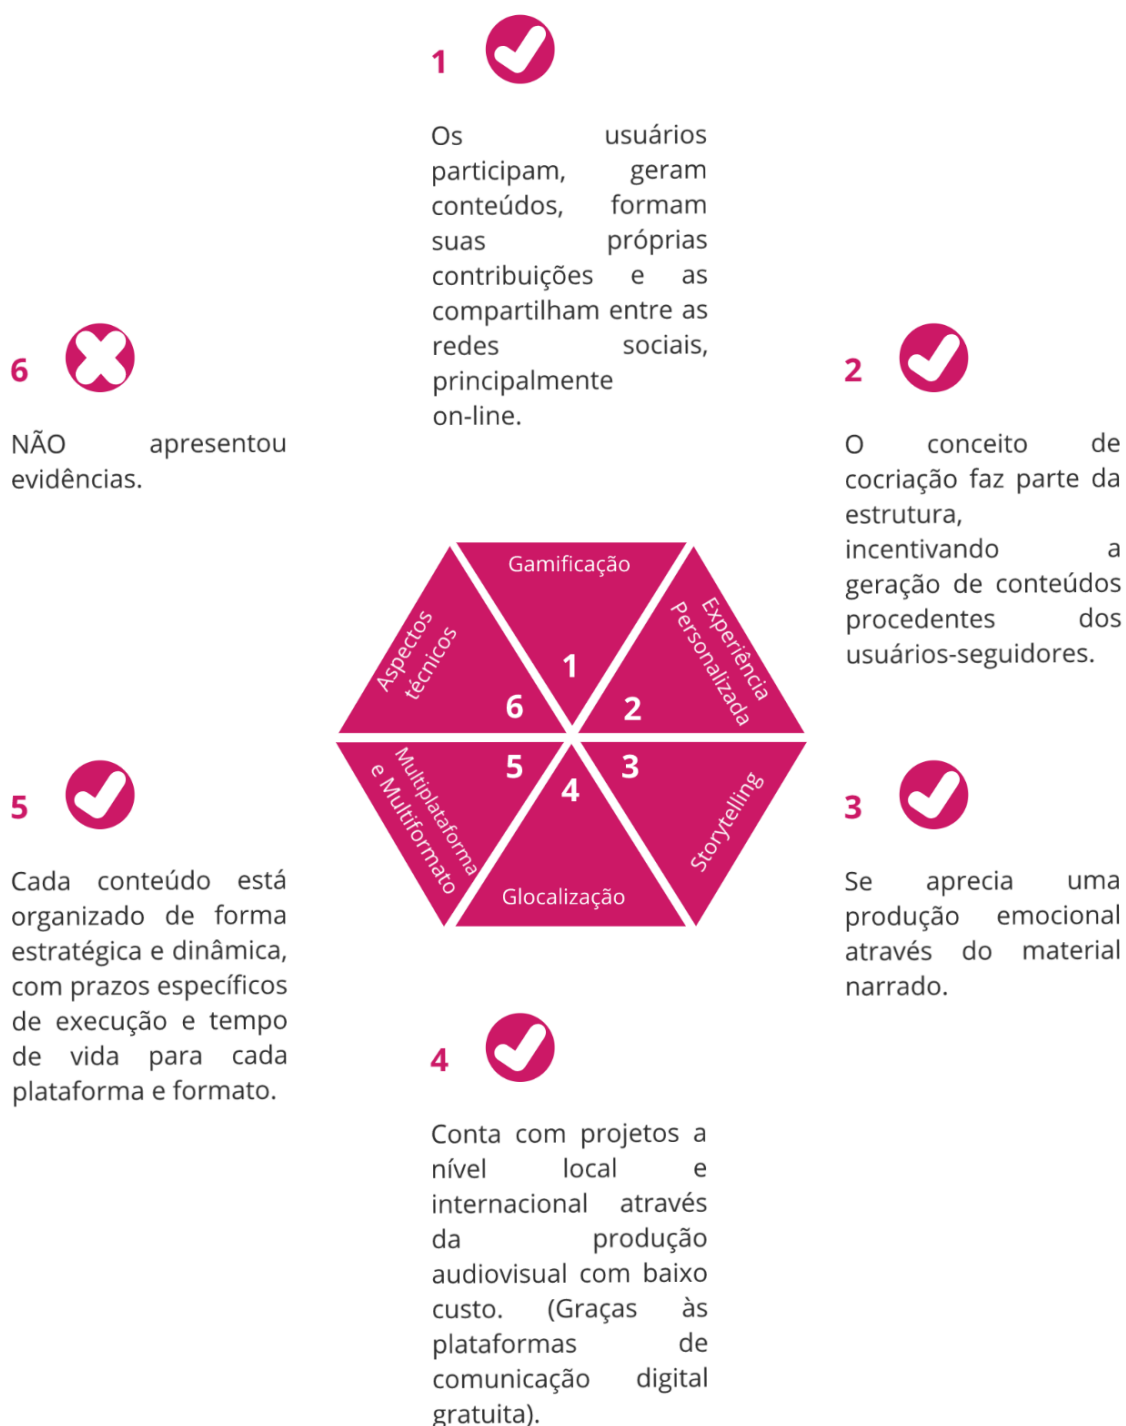 1
Os usuários
participam, geram
conteúdos, formam
suas próprias
contribuições e as
compartilham entre as
redes sociais,
principalmente
on-line.
6
NÃO apresentou
evidências.
2
O conceito de
cocriação faz parte da
estrutura,
incentivando a
geração de conteúdos
procedentes dos
usuários-seguidores.
Gamificação
1
Experiência
Personalizada
2
Storytelling
3
Glocalização
4
Multiplataforma
e Multiformato
5
Aspectos
técnicos
6
5
Cada conteúdo está
organizado de forma
estratégica e dinâmica,
com prazos específicos
de execução e tempo
de vida para cada
plataforma e formato.
3
Se aprecia uma
produção emocional
através do material
narrado.
4
Conta com projetos a
nível local e
internacional através
da produção
audiovisual com baixo
custo. (Graças às
plataformas de
comunicação digital
gratuita).